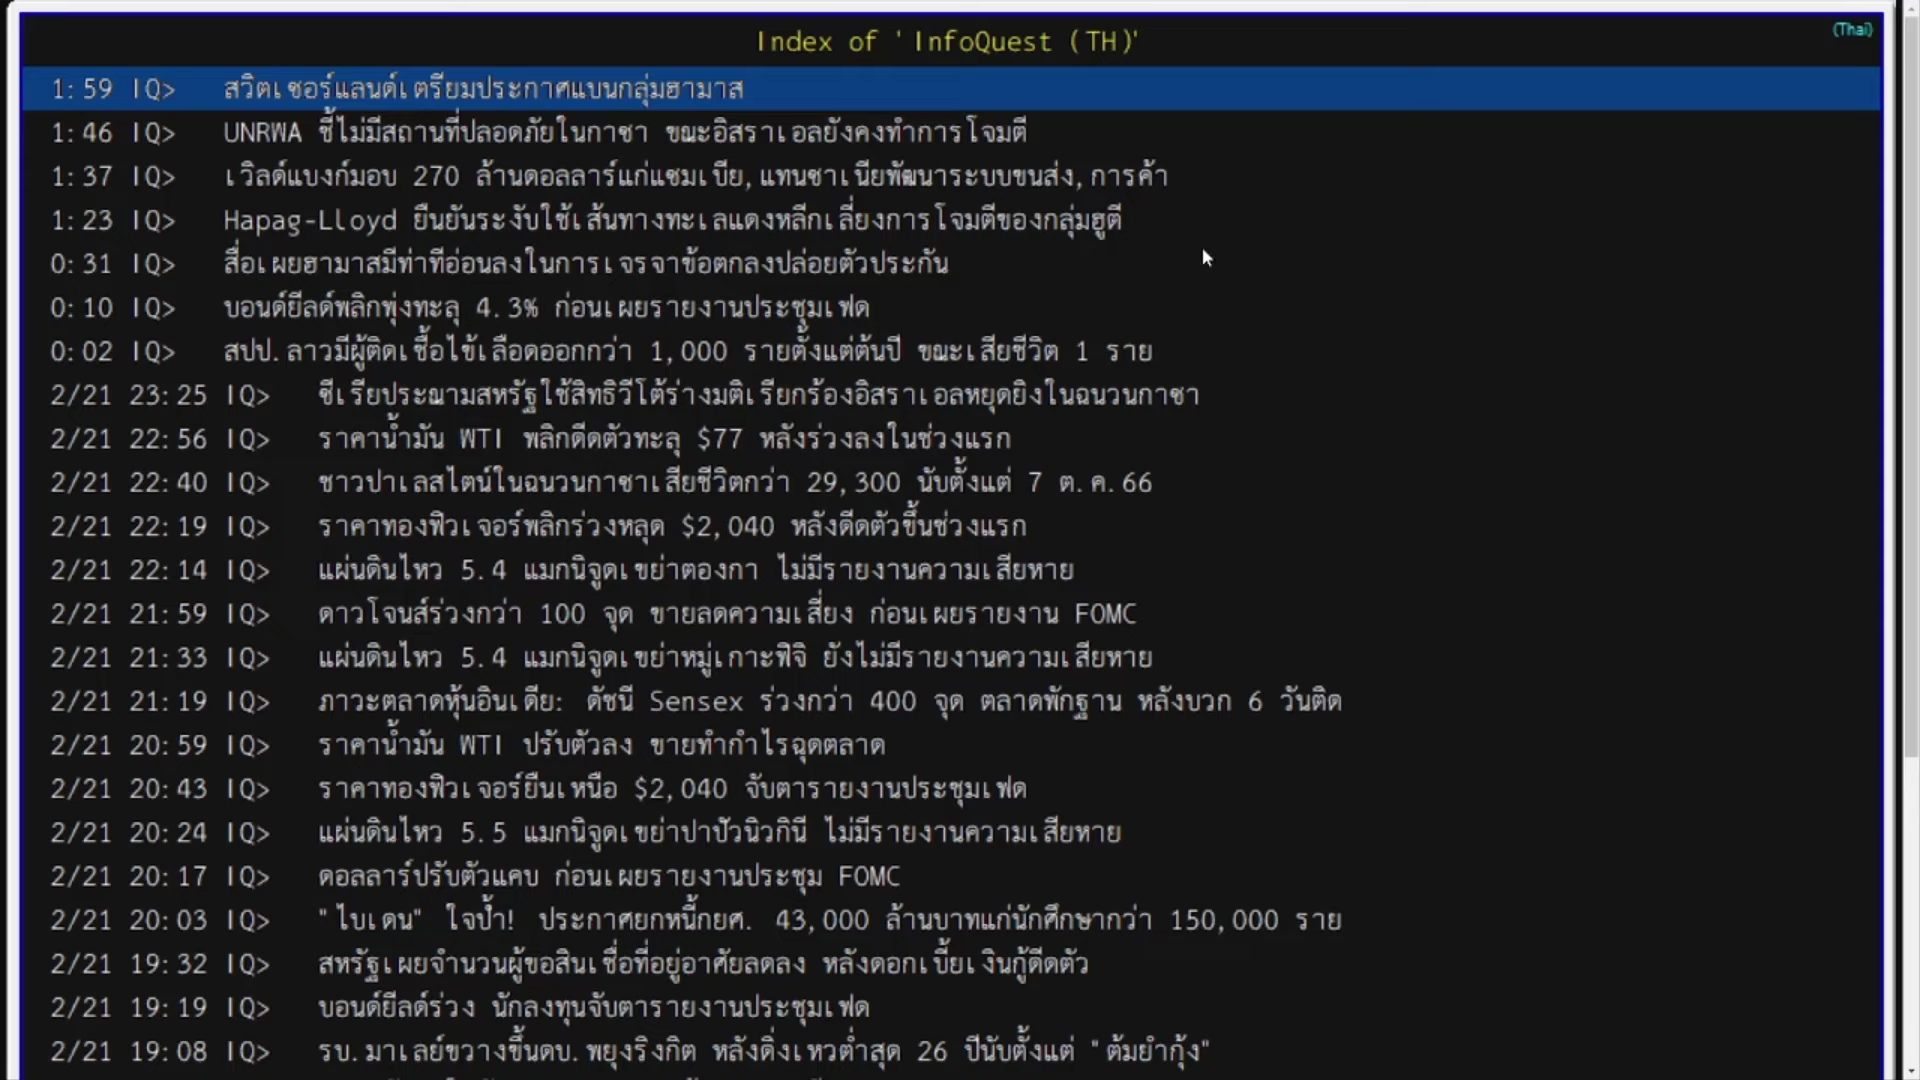 Index of 'InfoQuest (TH)'
(Thai)
1:59 IQ> สวิตเซอร์แลนด์เตรียมประกาศแบนกลุ่มฮามาส
1:46 IQ> UNRWA ชี้ไม่มีสถานที่ปลอดภัยในกาซา ขณะอิสราเอลยังคงทำการโจมตี
1:37 IQ> เวิลด์แบงก์มอบ 270 ล้านดอลลาร์แก่แซมเบีย,แทนซาเนียพัฒนาระบบขนส่ง,การค้า
1:23 IQ> Hapag-Lloyd ยืนยันระงับใช้เส้นทางทะเลแดงหลีกเลี่ยงการโจมตีของกลุ่มฮูตี
0:31 IQ> สื่อเผยฮามาสมีท่าทีอ่อนลงในการเจรจาข้อตกลงปล่อยตัวประกัน
0:10 IQ> บอนด์ยีลด์พลิกพุ่งทะลุ 4.3% ก่อนเผยรายงานประชุมเฟด
0:02 IQ> สปป.ลาวมีผู้ติดเชื้อไข้เลือดออกกว่า 1,000 รายตั้งแต่ต้นปี ขณะเสียชีวิต 1 ราย
2/21 23:25 IQ> ซีเรียประณามสหรัฐใช้สิทธิวีโต้ร่างมติเรียกร้องอิสราเอลหยุดยิงในฉนวนกาซา
2/21 22:56 IQ> ราคาน้ำมัน WTI พลิกดีดตัวทะลุ $77 หลังร่วงลงในช่วงแรก
2/21 22:40 IQ> ชาวปาเลสไตน์ในฉนวนกาซาเสียชีวิตกว่า 29,300 นับตั้งแต่ 7 ต.ค.66
2/21 22:19 IQ> ราคาทองฟิวเจอร์พลิกร่วงหลุด $2,040 หลังดีดตัวขึ้นช่วงแรก
2/21 22:14 IQ> แผ่นดินไหว 5.4 แมกนิจูดเขย่าตองกา ไม่มีรายงานความเสียหาย
2/21 21:59 IQ> ดาวโจนส์ร่วงกว่า 100 จุด ขายลดความเสี่ยง ก่อนเผยรายงาน FOMC
2/21 21:33 IQ> แผ่นดินไหว 5.4 แมกนิจูดเขย่าหมู่เกาะฟิจิ ยังไม่มีรายงานความเสียหาย
2/21 21:19 IQ> ภาวะตลาดหุ้นอินเดีย: ดัชนี Sensex ร่วงกว่า 400 จุด ตลาดพักฐาน หลังบวก 6 วันติด
2/21 20:59 IQ> ราคาน้ำมัน WTI ปรับตัวลง ขายทำกำไรฉุดตลาด
2/21 20:43 IQ> ราคาทองฟิวเจอร์ยืนเหนือ $2,040 จับตารายงานประชุมเฟด
2/21 20:24 IQ> แผ่นดินไหว 5.5 แมกนิจูดเขย่าปาปัวนิวกินี ไม่มีรายงานความเสียหาย
2/21 20:17 IQ> ดอลลาร์ปรับตัวแคบ ก่อนเผยรายงานประชุม FOMC
2/21 20:03 IQ> "ไบเดน" ใจป้ำ! ประกาศยกหนี้กยศ. 43,000 ล้านบาทแก่นักศึกษากว่า 150,000 ราย
2/21 19:32 IQ> สหรัฐเผยจำนวนผู้ขอสินเชื่อที่อยู่อาศัยลดลง หลังดอกเบี้ยเงินกู้ดีดตัว
2/21 19:19 IQ> บอนด์ยีลด์ร่วง นักลงทุนจับตารายงานประชุมเฟด
2/21 19:08 IQ> รบ.มาเลย์ขวางขึ้นดบ.พยุงริงกิต หลังดิ่งเหวต่ำสุด 26 ปีนับตั้งแต่ "ต้มยำกุ้ง"